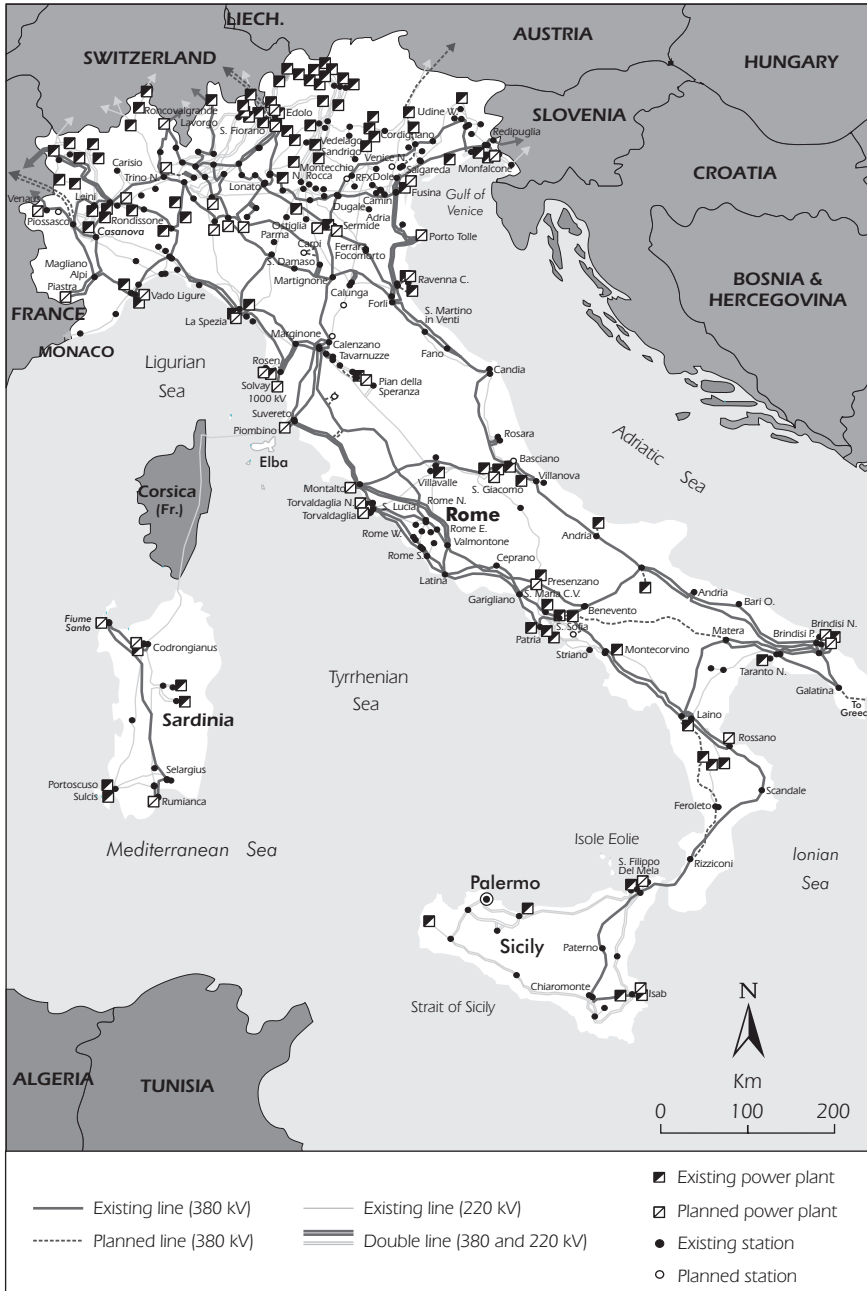 LIECH.
AUSTRIA
SWITZERLAND
HUNGARY
SLOVENIA
CROATIA
BOSNIA &
HERCEGOVINA
FRANCE
MONACO
Roncovalgrande
Lavorgo
S. Fiorano
Edolo
Udine W.
Redipuglia
Vedelago
Cordignano
Sandrigo
Carisio
Montecchio
Venice N.
Salgareda
Monfalcone
Trino N.
Lonato
N. Rocca
RFX
Dolo
Fusina
Gulf of
Venice
Venaus
Leini
Dugale
Camin
Adria
Piossasco
Rondissone
Casanova
Ostiglia
Sermide
Porto Tolle
Parma
Carpi
Ferrara
Focomorto
Magliano
Alpi
S. Damaso
Martignone
Ravenna C.
Piastra
Vado Ligure
Calunga
Forlì
S. Martino
in Venti
La Spezia
Marginone
Calenzano
Tavarnuzze
Fano
Ligurian
Sea
Rosen
Solvay
1000 kV
Pian della
Speranza
Candia
Suvereto
Piombino
Elba
Rosara
Adriatic Sea
Basciano
Corsica
(Fr.)
Montalto
Villavalle
S. Giacomo
Villanova
Torvaldaglia N.
Torvaldaglia
S. Lucia
Rome N.
Rome
Rome W.
Rome E.
Valmontone
Andria
Rome S.
Ceprano
Latina
Presenzano
S. Maria C.V.
Andria
Bari O.
Garigliano
Benevento
Fiume
Santo
Patria
S. Sofia
Matera
Brindisi P.
Brindisi N.
Codrongianus
Striano
Montecorvino
Taranto N.
Galatina
Tyrrhenian
Sea
Sardinia
Laino
To
Greece
Rossano
Selargius
Portoscuso
Sulcis
Rumianca
Scandale
Feroleto
Mediterranean Sea
Isole Eolie
Ionian
Sea
S. Filippo
Del Mela
Rizziconi
Palermo
Sicily
Paterno
Chiaromonte
Isab
Strait of Sicily
N
ALGERIA
TUNISIA
Km
0 100 200
Existing line (380 kV)
Planned line (380 kV)
Existing line (220 kV)
Double line (380 and 220 kV)
Existing power plant
Planned power plant
Existing station
Planned station